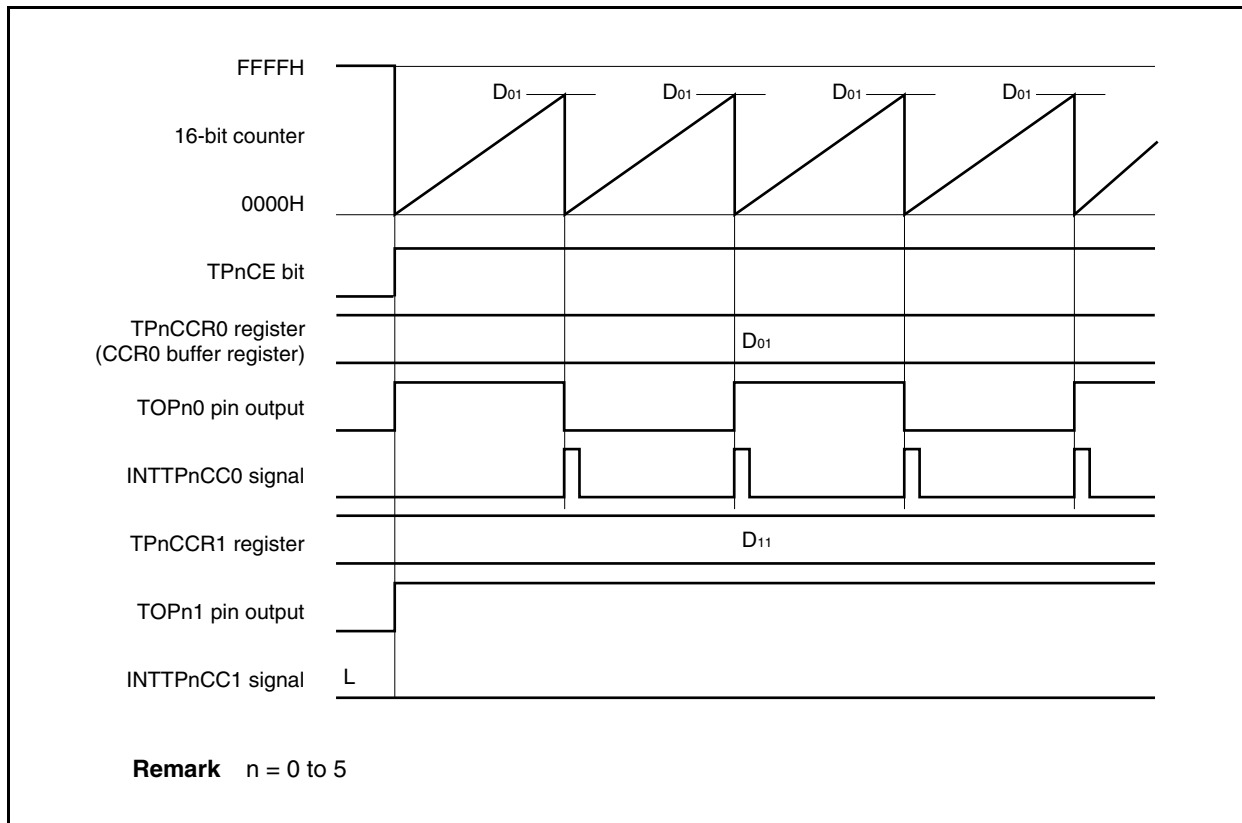 FFFFH
D01
D01
D01
D01
16-bit counter
0000H
TPnCE bit
TPnCCR0 register
(CCR0 buffer register)
D01
TOPn0 pin output
INTTPnCC0 signal
TPnCCR1 register
D11
TOPn1 pin output
INTTPnCC1 signal
L
Remark n = 0 to 5